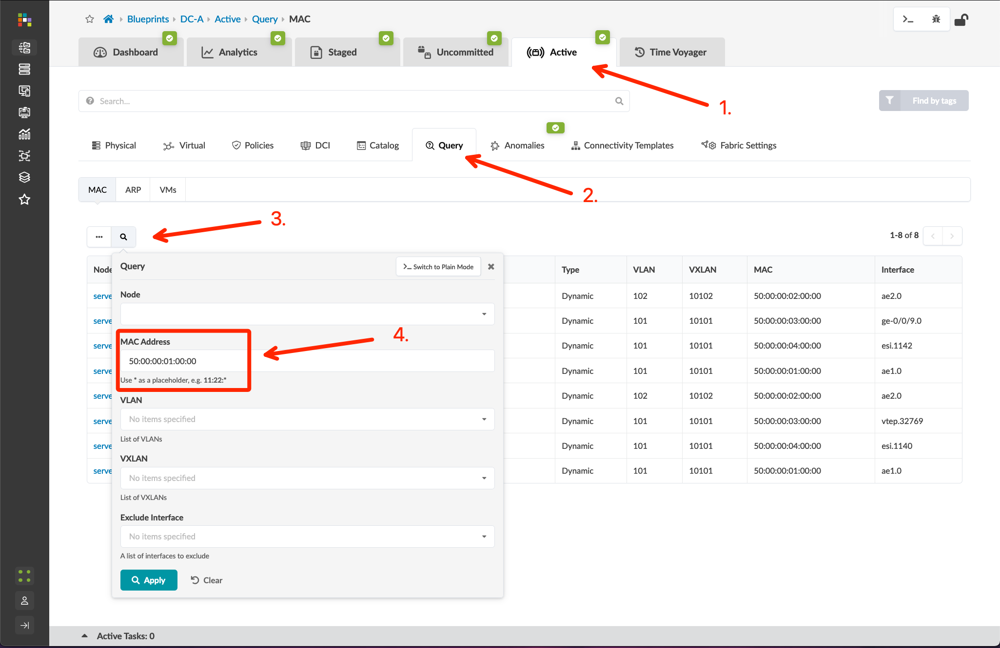 Blueprints DC-A Active Query MAC
Dashboard Analytics Staged Uncommitted Active Time Voyager
1.
Search...
Find by tags
Physical Virtual Policies DCI Catalog Query Anomalies Connectivity Templates Fabric Settings
2.
MAC ARP VMs
3.
1-8 of 8
Node Type VLAN VXLAN MAC Interface
serve Dynamic 102 10102 50:00:00:02:00:00 ae2.0
serve Dynamic 101 10101 50:00:00:03:00:00 ge-0/0/9.0
serve Dynamic 101 10101 50:00:00:04:00:00 esi.1142
serve Dynamic 101 10101 50:00:00:01:00:00 ae1.0
serve Dynamic 102 10102 50:00:00:02:00:00 ae2.0
serve Dynamic 101 10101 50:00:00:03:00:00 vtep.32769
serve Dynamic 101 10101 50:00:00:04:00:00 esi.1140
serve Dynamic 101 10101 50:00:00:01:00:00 ae1.0
Query >_ Switch to Plain Mode
Node
4.
MAC Address
50:00:00:01:00:00
Use * as a placeholder, e.g. 11:22:*
VLAN
No items specified
List of VLANs
VXLAN
No items specified
List of VXLANs
Exclude Interface
No items specified
A list of interfaces to exclude
Apply Clear
Active Tasks: 0